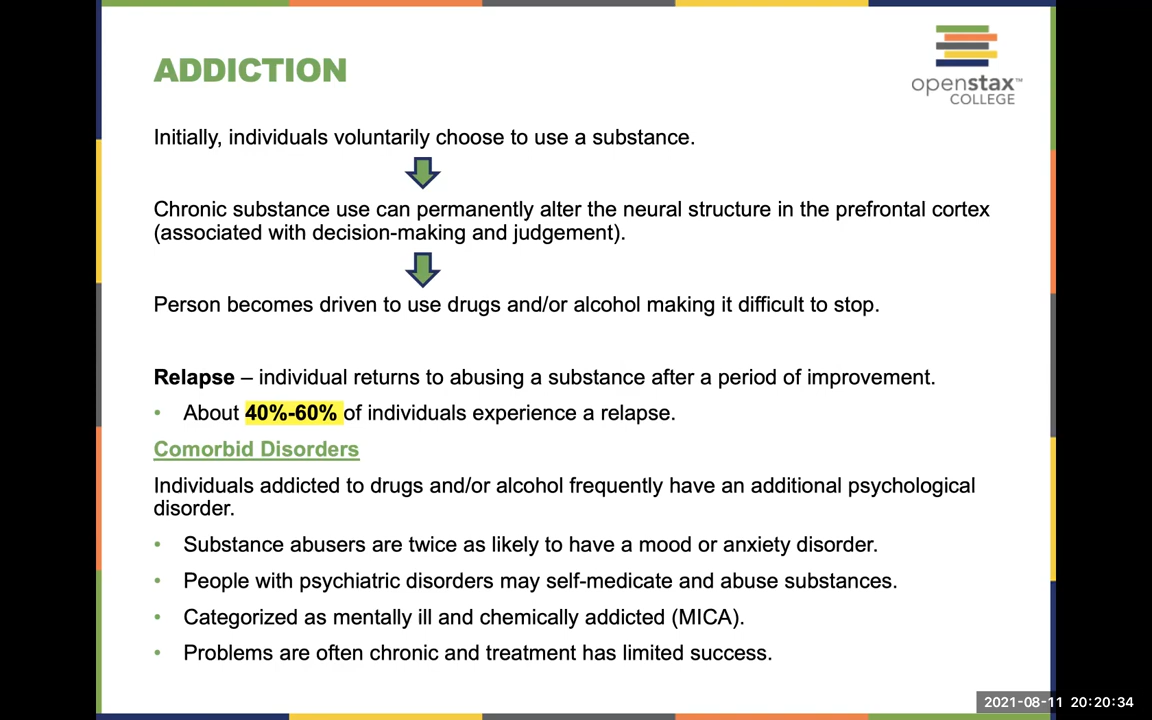 ADDICTION
openstax™
COLLEGE
Initially, individuals voluntarily choose to use a substance.
Chronic substance use can permanently alter the neural structure in the prefrontal cortex
(associated with decision-making and judgement).
Person becomes driven to use drugs and/or alcohol making it difficult to stop.
Relapse – individual returns to abusing a substance after a period of improvement.
• About 40%-60% of individuals experience a relapse.
Comorbid Disorders
Individuals addicted to drugs and/or alcohol frequently have an additional psychological
disorder.
• Substance abusers are twice as likely to have a mood or anxiety disorder.
• People with psychiatric disorders may self-medicate and abuse substances.
• Categorized as mentally ill and chemically addicted (MICA).
• Problems are often chronic and treatment has limited success.
2021-08-11 20:20:34